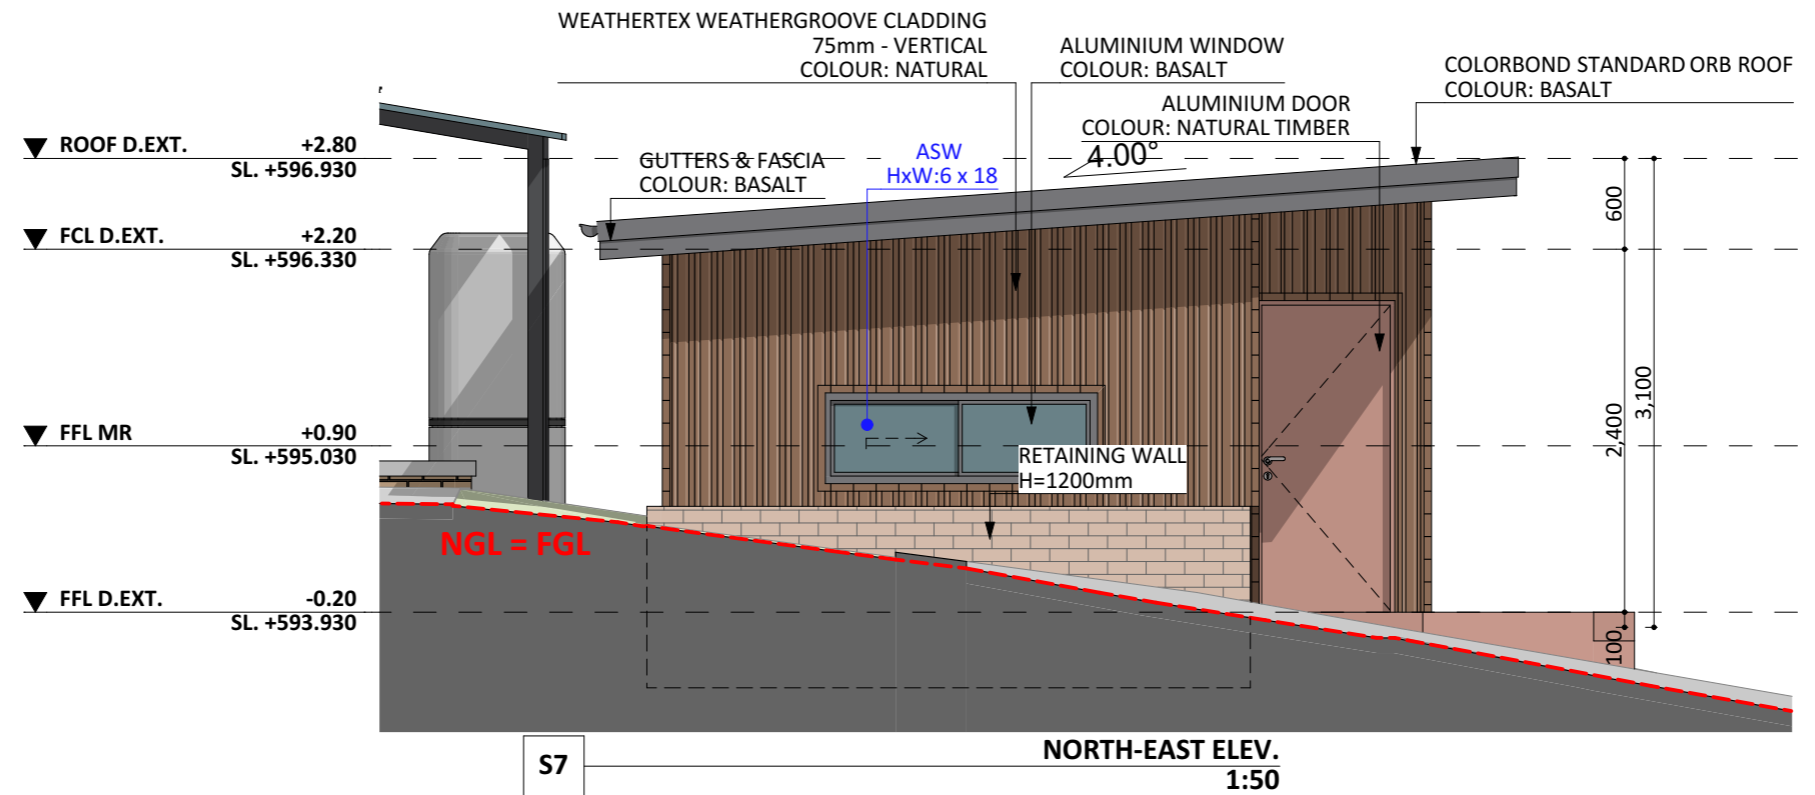 WEATHERTEX WEATHERGROOVE CLADDING
75mm - VERTICAL
COLOUR: NATURAL
ALUMINIUM WINDOW
COLOUR: BASALT
COLORBOND STANDARD ORB ROOF
COLOUR: BASALT
ALUMINIUM DOOR
COLOUR: NATURAL TIMBER
ROOF D.EXT. +2.80
SL. +596.930
GUTTERS & FASCIA
COLOUR: BASALT
ASW
HxW:6 x 18
4.00°
600
FCL D.EXT. +2.20
SL. +596.330
2,400
3,100
FFL MR +0.90
SL. +595.030
RETAINING WALL
H=1200mm
NGL = FGL
FFL D.EXT. -0.20
SL. +593.930
100
S7
NORTH-EAST ELEV.
1:50